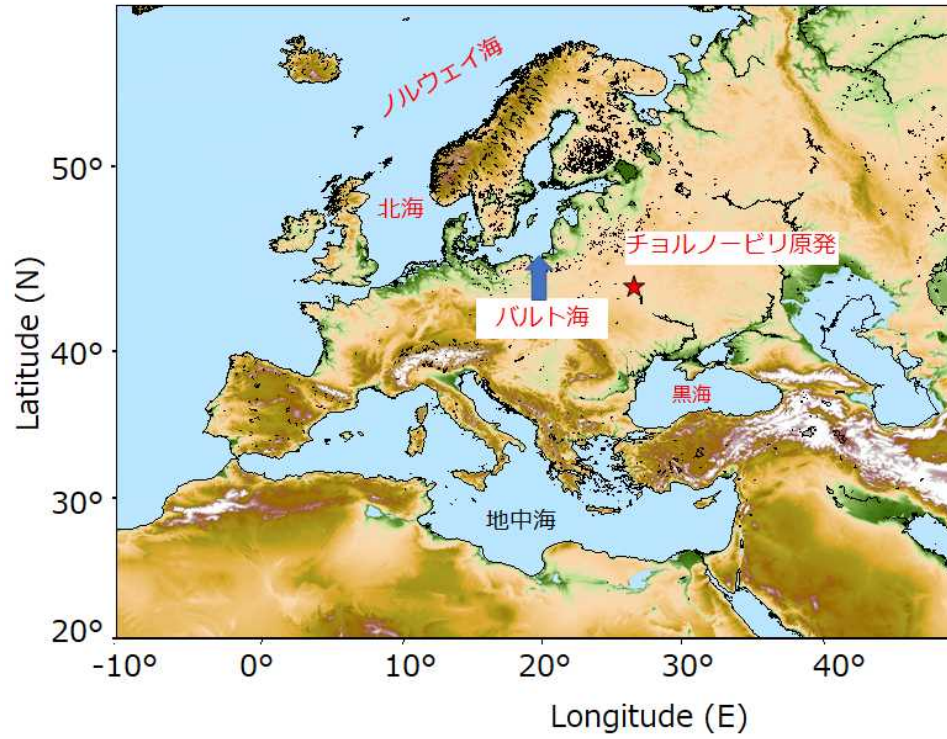 ノルウェイ海
50°
北海
チョルノービリ原発
Latitude (N)
バルト海
40°
黒海
30°
地中海
20°
-10°
0°
10°
20°
30°
40°
Longitude (E)